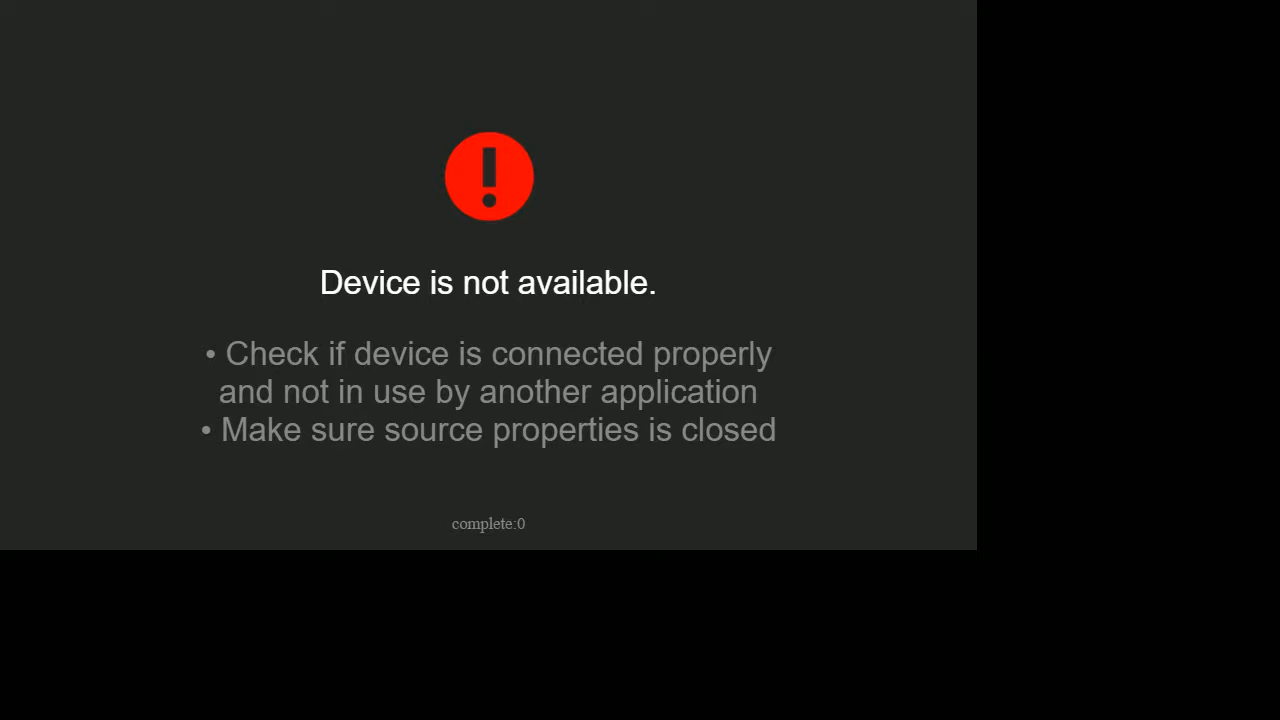 Device is not available.
• Check if device is connected properly
and not in use by another application
• Make sure source properties is closed
complete:0